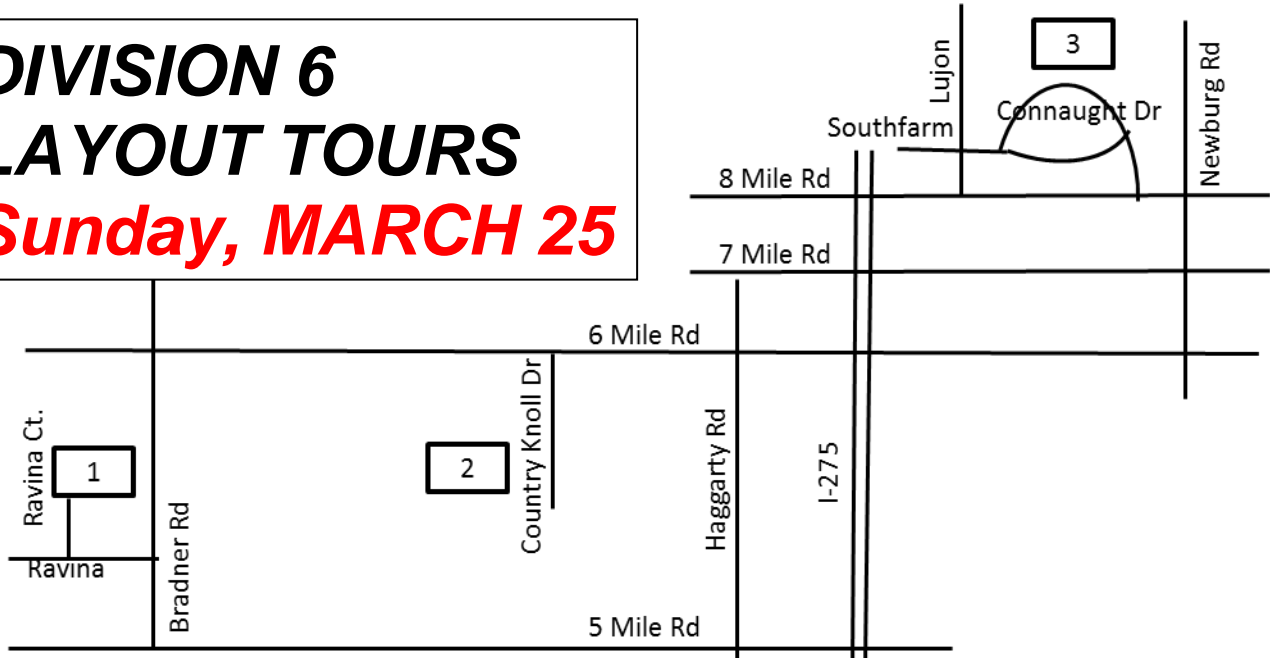 DIVISION 6
LAYOUT TOURS
Sunday, MARCH 25
3
Lujon
Connaught Dr
Southfarm
Newburg Rd
8 Mile Rd
7 Mile Rd
6 Mile Rd
Ravina Ct.
1
2
Country Knoll Dr
Haggarty Rd
I-275
Bradner Rd
Ravina
5 Mile Rd